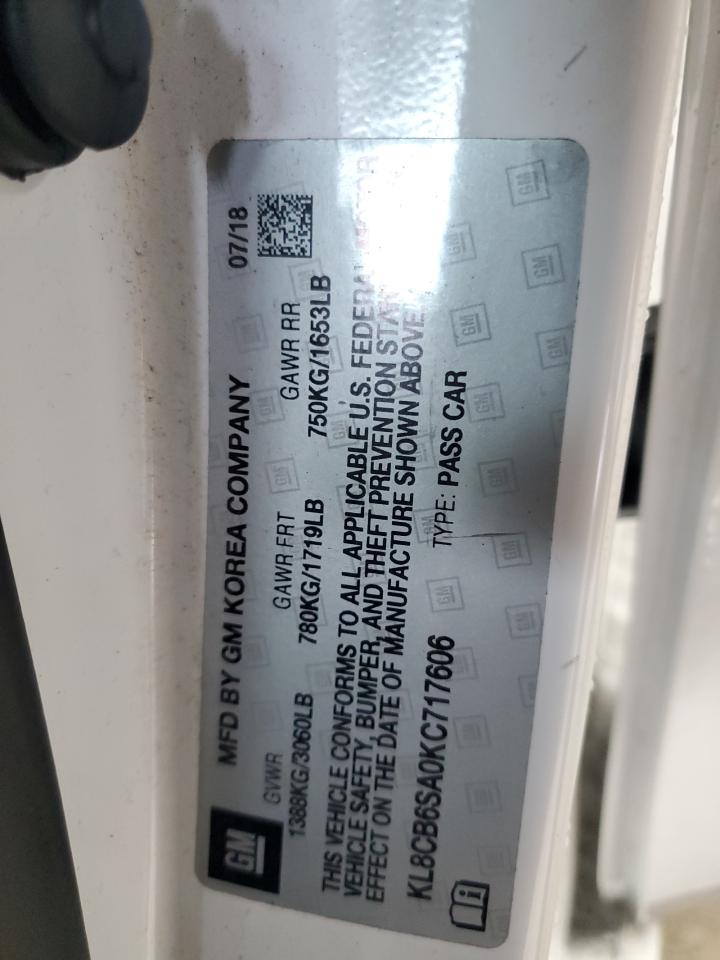 GM
MFD BY GM KOREA COMPANY 07/18
GVWR GAWR FRT GAWR RR
1388KG/3060LB 780KG/1719LB 750KG/1653LB
THIS VEHICLE CONFORMS TO ALL APPLICABLE U.S. FEDERAL MOTOR
VEHICLE SAFETY, BUMPER, AND THEFT PREVENTION
EFFECT ON THE DATE OF MANUFACTURE SHOWN ABOVE
KL8CB6SA0KC717606 TYPE: PASS CAR